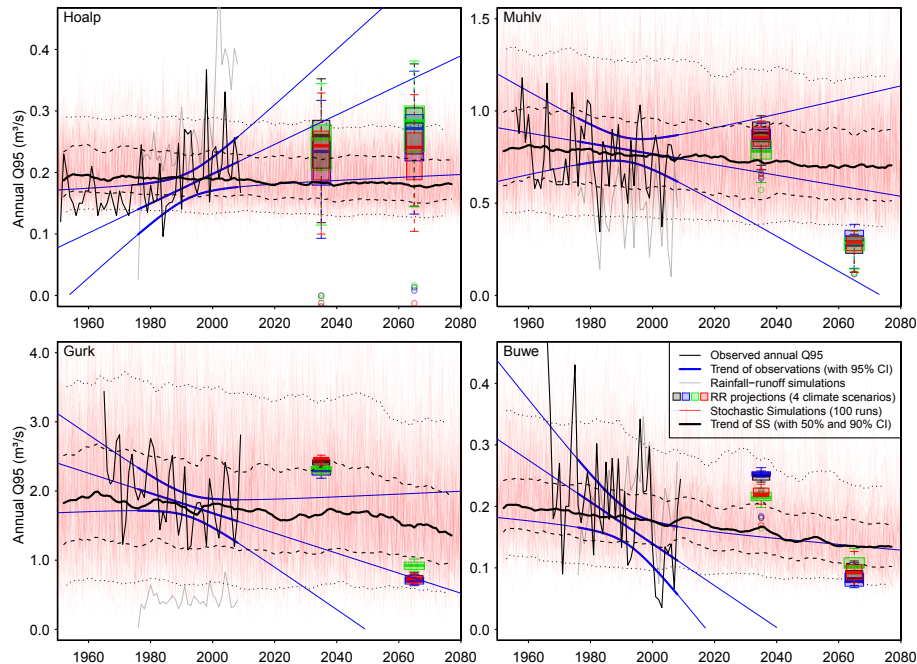 Hoalp
Annual Q95 (m³/s)
0.0 0.1 0.2 0.3 0.4
1960 1980 2000 2020 2040 2060 2080
Muhlv
0.0 0.5 1.0 1.5
1960 1980 2000 2020 2040 2060 2080
Gurk
Annual Q95 (m³/s)
0.0 1.0 2.0 3.0 4.0
1960 1980 2000 2020 2040 2060 2080
Buwe
0.0 0.1 0.2 0.3 0.4
1960 1980 2000 2020 2040 2060 2080
Observed annual Q95
Trend of observations (with 95% CI)
Rainfall−runoff simulations
RR projections (4 climate scenarios)
Stochastic Simulations (100 runs)
Trend of SS (with 50% and 90% CI)